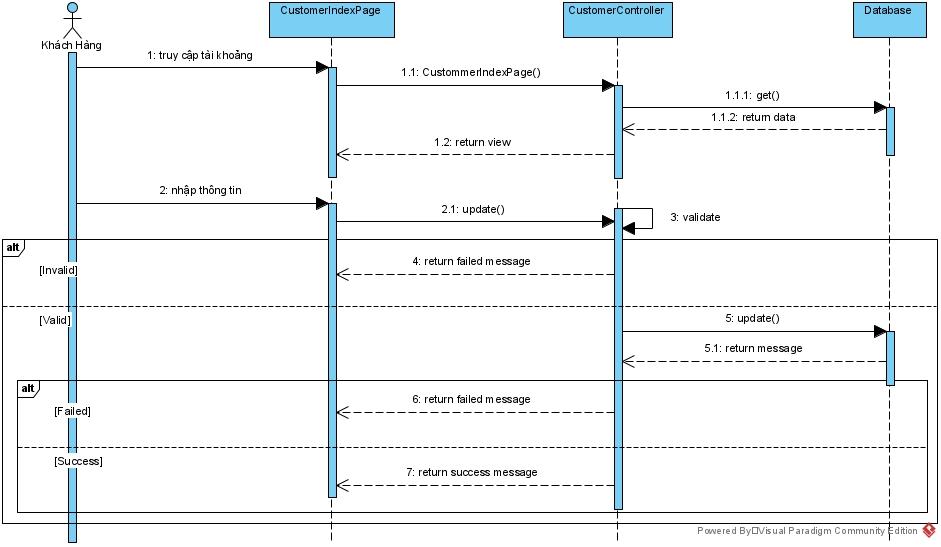 CustomerIndexPage
CustomerController
Database
Khách Hàng
1: truy cập tài khoảng
1.1: CustommerIndexPage()
1.1.1: get()
1.1.2: return data
1.2: return view
2: nhập thông tin
2.1: update()
3: validate
alt
4: return failed message
[Invalid]
[Valid]
5: update()
5.1: return message
alt
6: return failed message
[Failed]
[Success]
7: return success message
Powered By□Visual Paradigm Community Edition